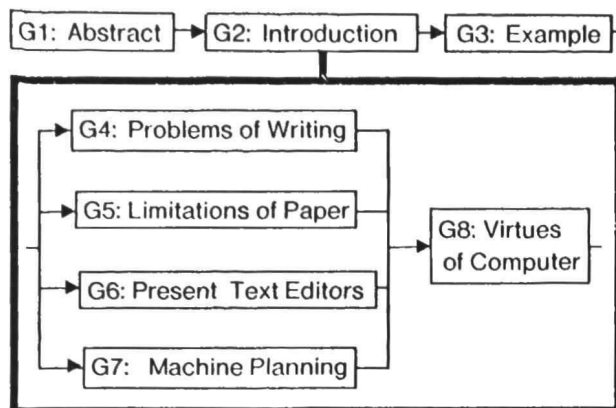 G1: Abstract
G2: Introduction
G3: Example
G4: Problems of Writing
G5: Limitations of Paper
G6: Present Text Editors
G7: Machine Planning
G8: Virtues
of Computer